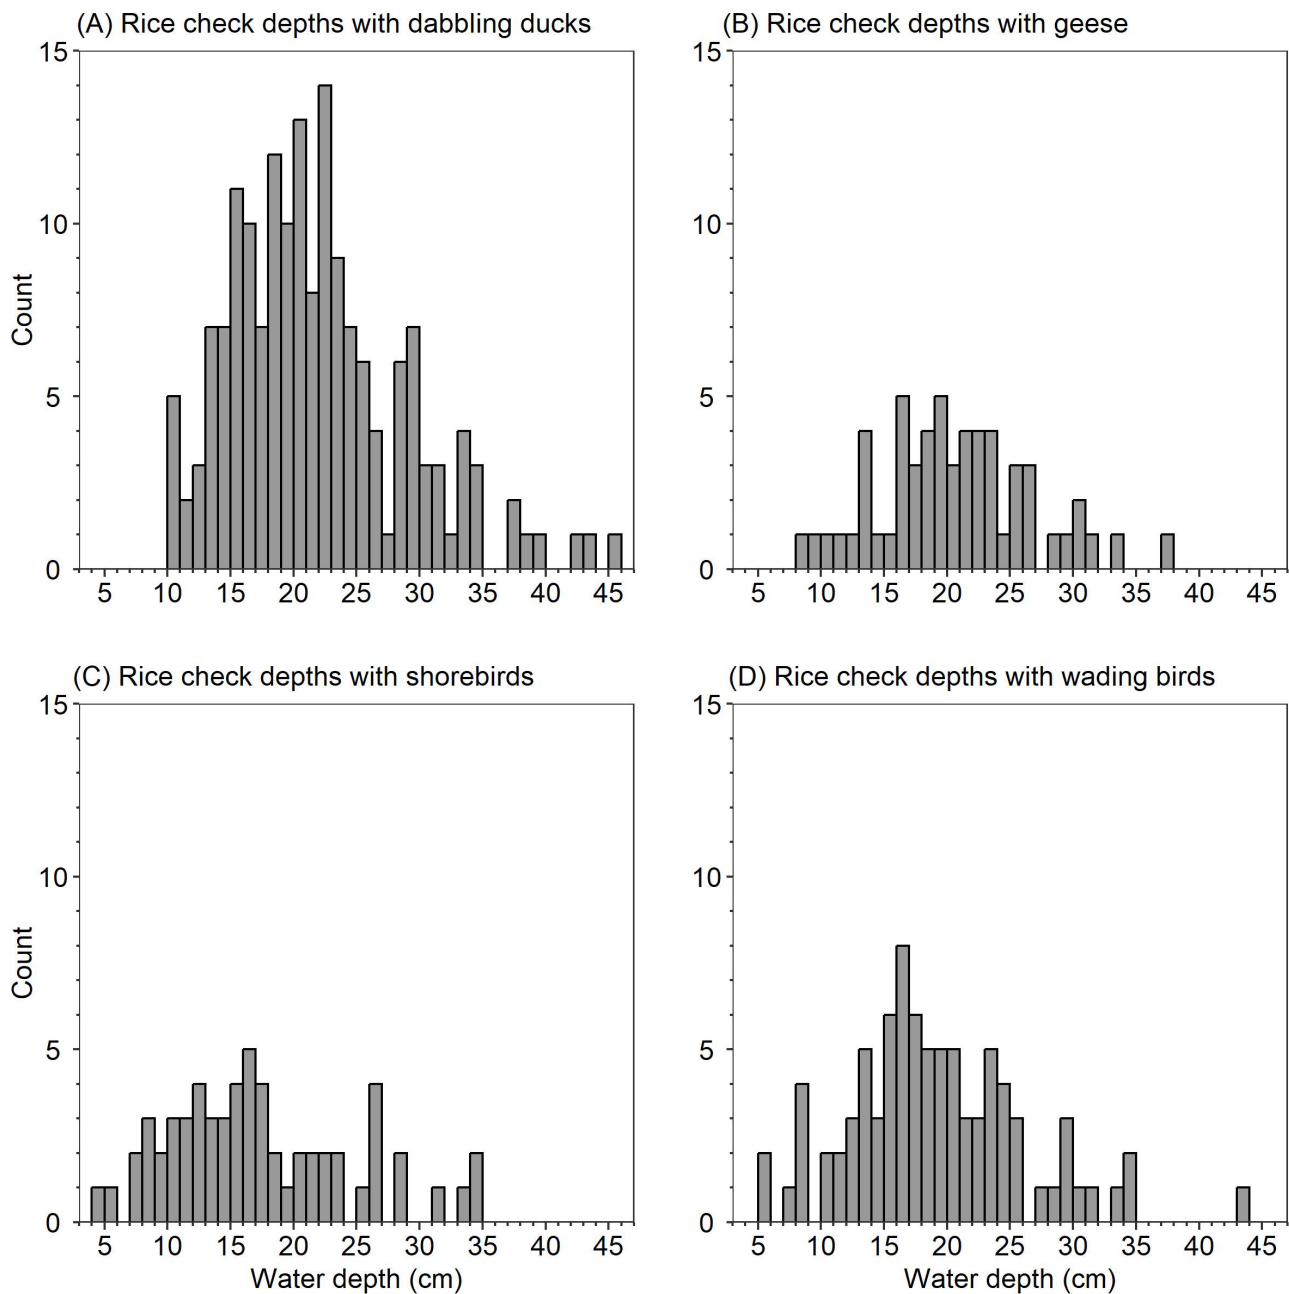 (A) Rice check depths with dabbling ducks
15
10
5
0
Count
5 10 15 20 25 30 35 40 45
(B) Rice check depths with geese
15
10
5
0
5 10 15 20 25 30 35 40 45
(C) Rice check depths with shorebirds
15
10
5
0
Count
5 10 15 20 25 30 35 40 45
Water depth (cm)
(D) Rice check depths with wading birds
15
10
5
0
5 10 15 20 25 30 35 40 45
Water depth (cm)